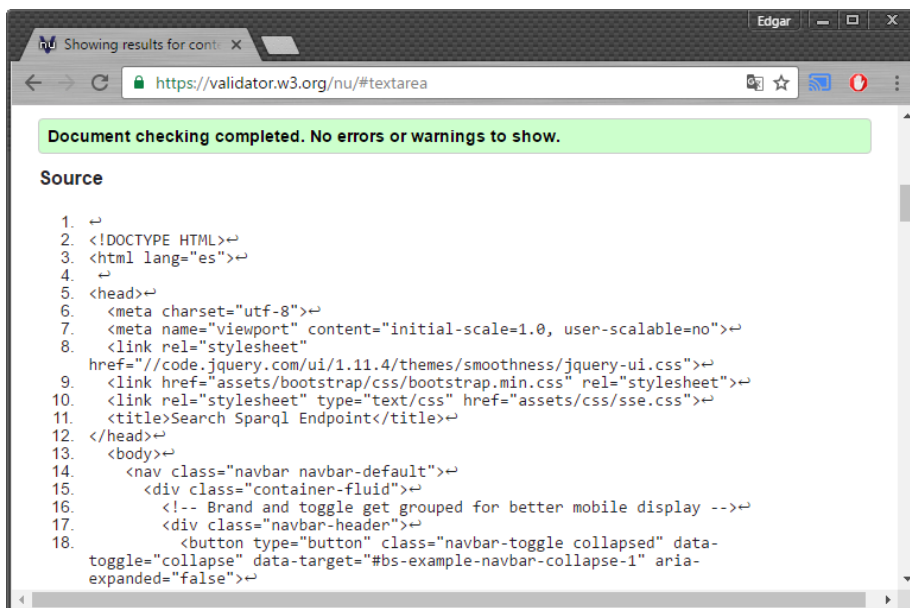 Edgar
Showing results for cont
https://validator.w3.org/nu/#textarea
Document checking completed. No errors or warnings to show.
Source
1. ↩
2. <!DOCTYPE HTML>↩
3. <html lang="es">↩
4. ↩
5. <head>↩
6. <meta charset="utf-8">↩
7. <meta name="viewport" content="initial-scale=1.0, user-scalable=no">↩
8. <link rel="stylesheet"
href="//code.jquery.com/ui/1.11.4/themes/smoothness/jquery-ui.css">↩
9. <link href="assets/bootstrap/css/bootstrap.min.css" rel="stylesheet">↩
10. <link rel="stylesheet" type="text/css" href="assets/css/sse.css">↩
11. <title>Search Sparql Endpoint</title>↩
12. </head>↩
13. <body>↩
14. <nav class="navbar navbar-default">↩
15. <div class="container-fluid">↩
16. <!-- Brand and toggle get grouped for better mobile display -->↩
17. <div class="navbar-header">↩
18. <button type="button" class="navbar-toggle collapsed" data-
toggle="collapse" data-target="#bs-example-navbar-collapse-1" aria-
expanded="false">↩